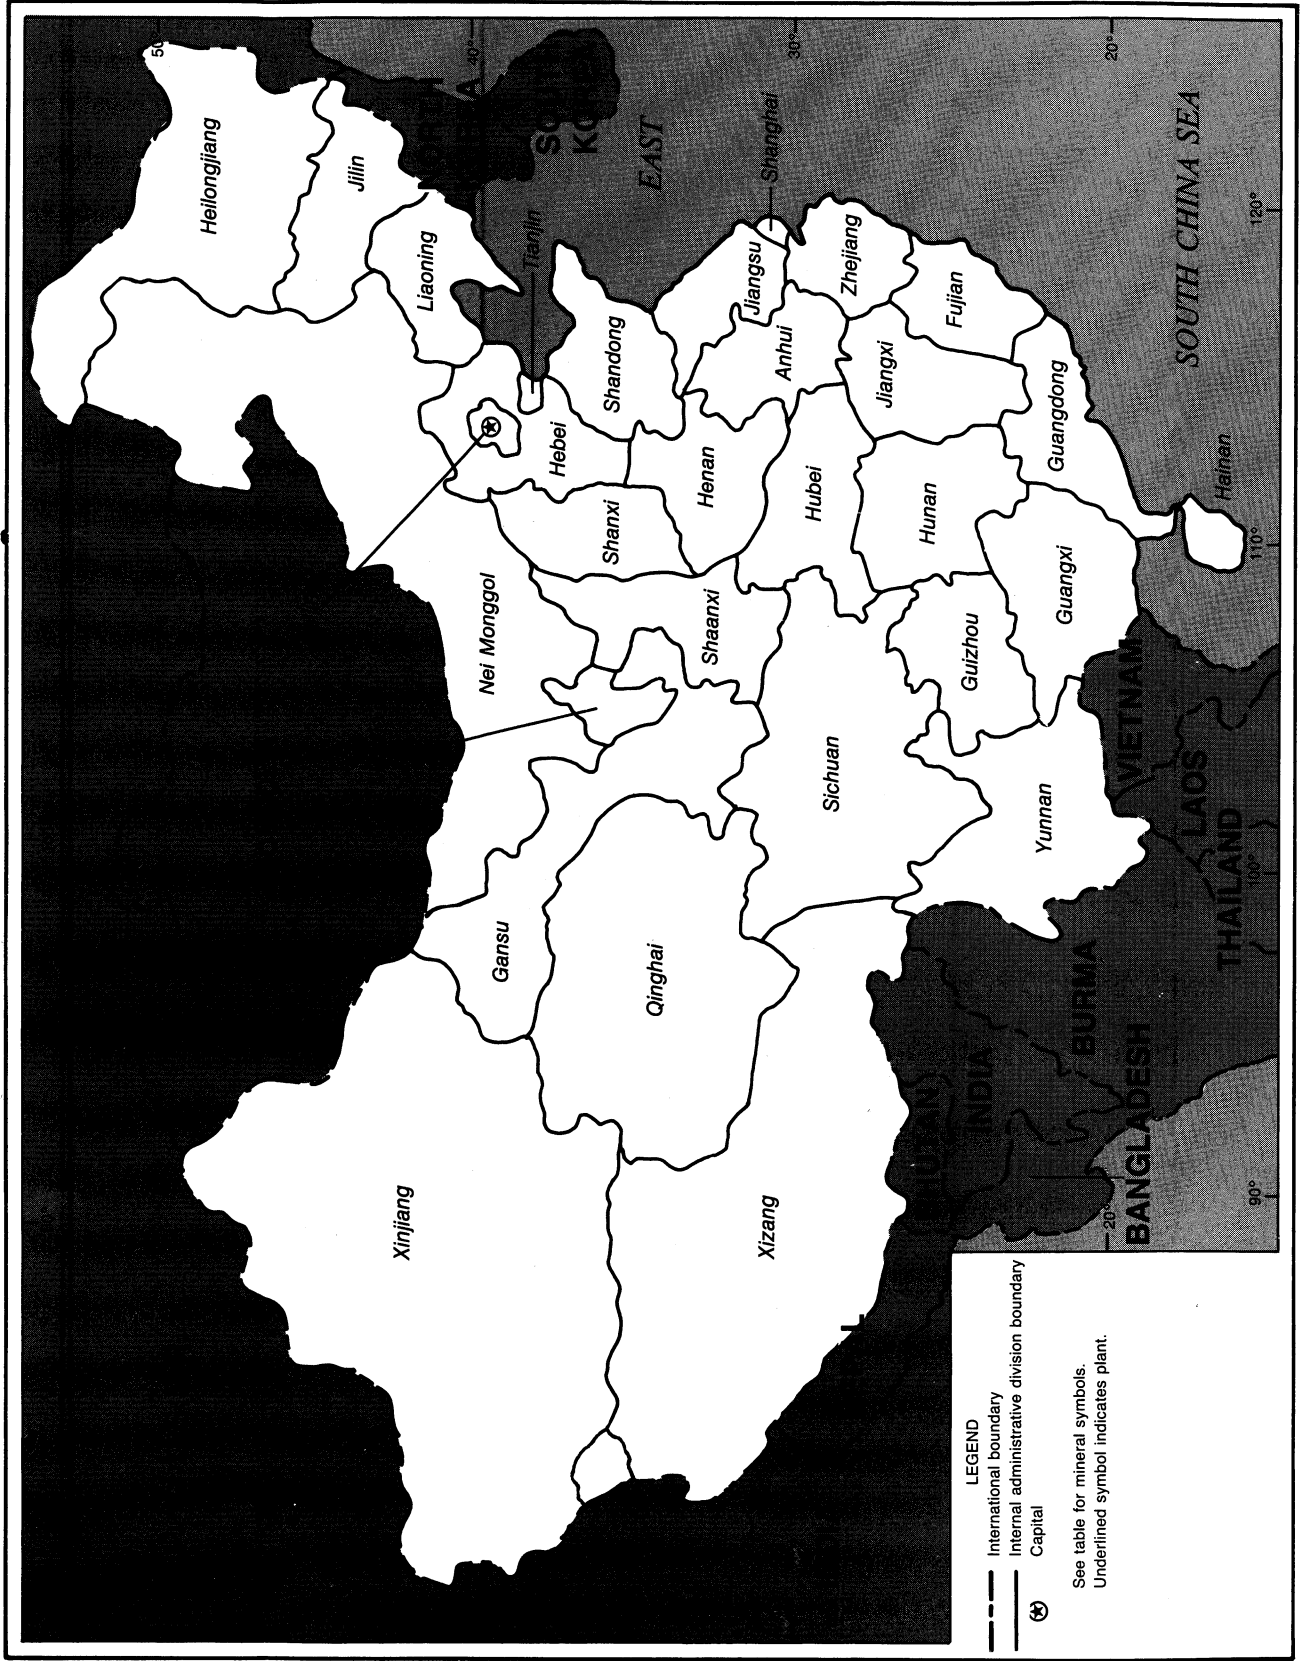 Heilongjiang
Jilin
Liaoning
Tianjin
NORTH
SOUTH
EAST
Shanghai
Nei Monggol
Hebei
Shanxi
Shandong
Henan
Jiangsu
Anhui
Zhejiang
Hubei
Shaanxi
Jiangxi
Fujian
Hunan
Guangdong
Guangxi
Guizhou
Hainan
SOUTH CHINA SEA
Gansu
Qinghai
Sichuan
Yunnan
Xinjiang
Xizang
VIETNAM
LAOS
THAILAND
BURMA
INDIA
BANGLADESH
50°
40°
30°
20°
120°
110°
100°
90°
20°
LEGEND
International boundary
Internal administrative division boundary
Capital
See table for mineral symbols.
Underlined symbol indicates plant.